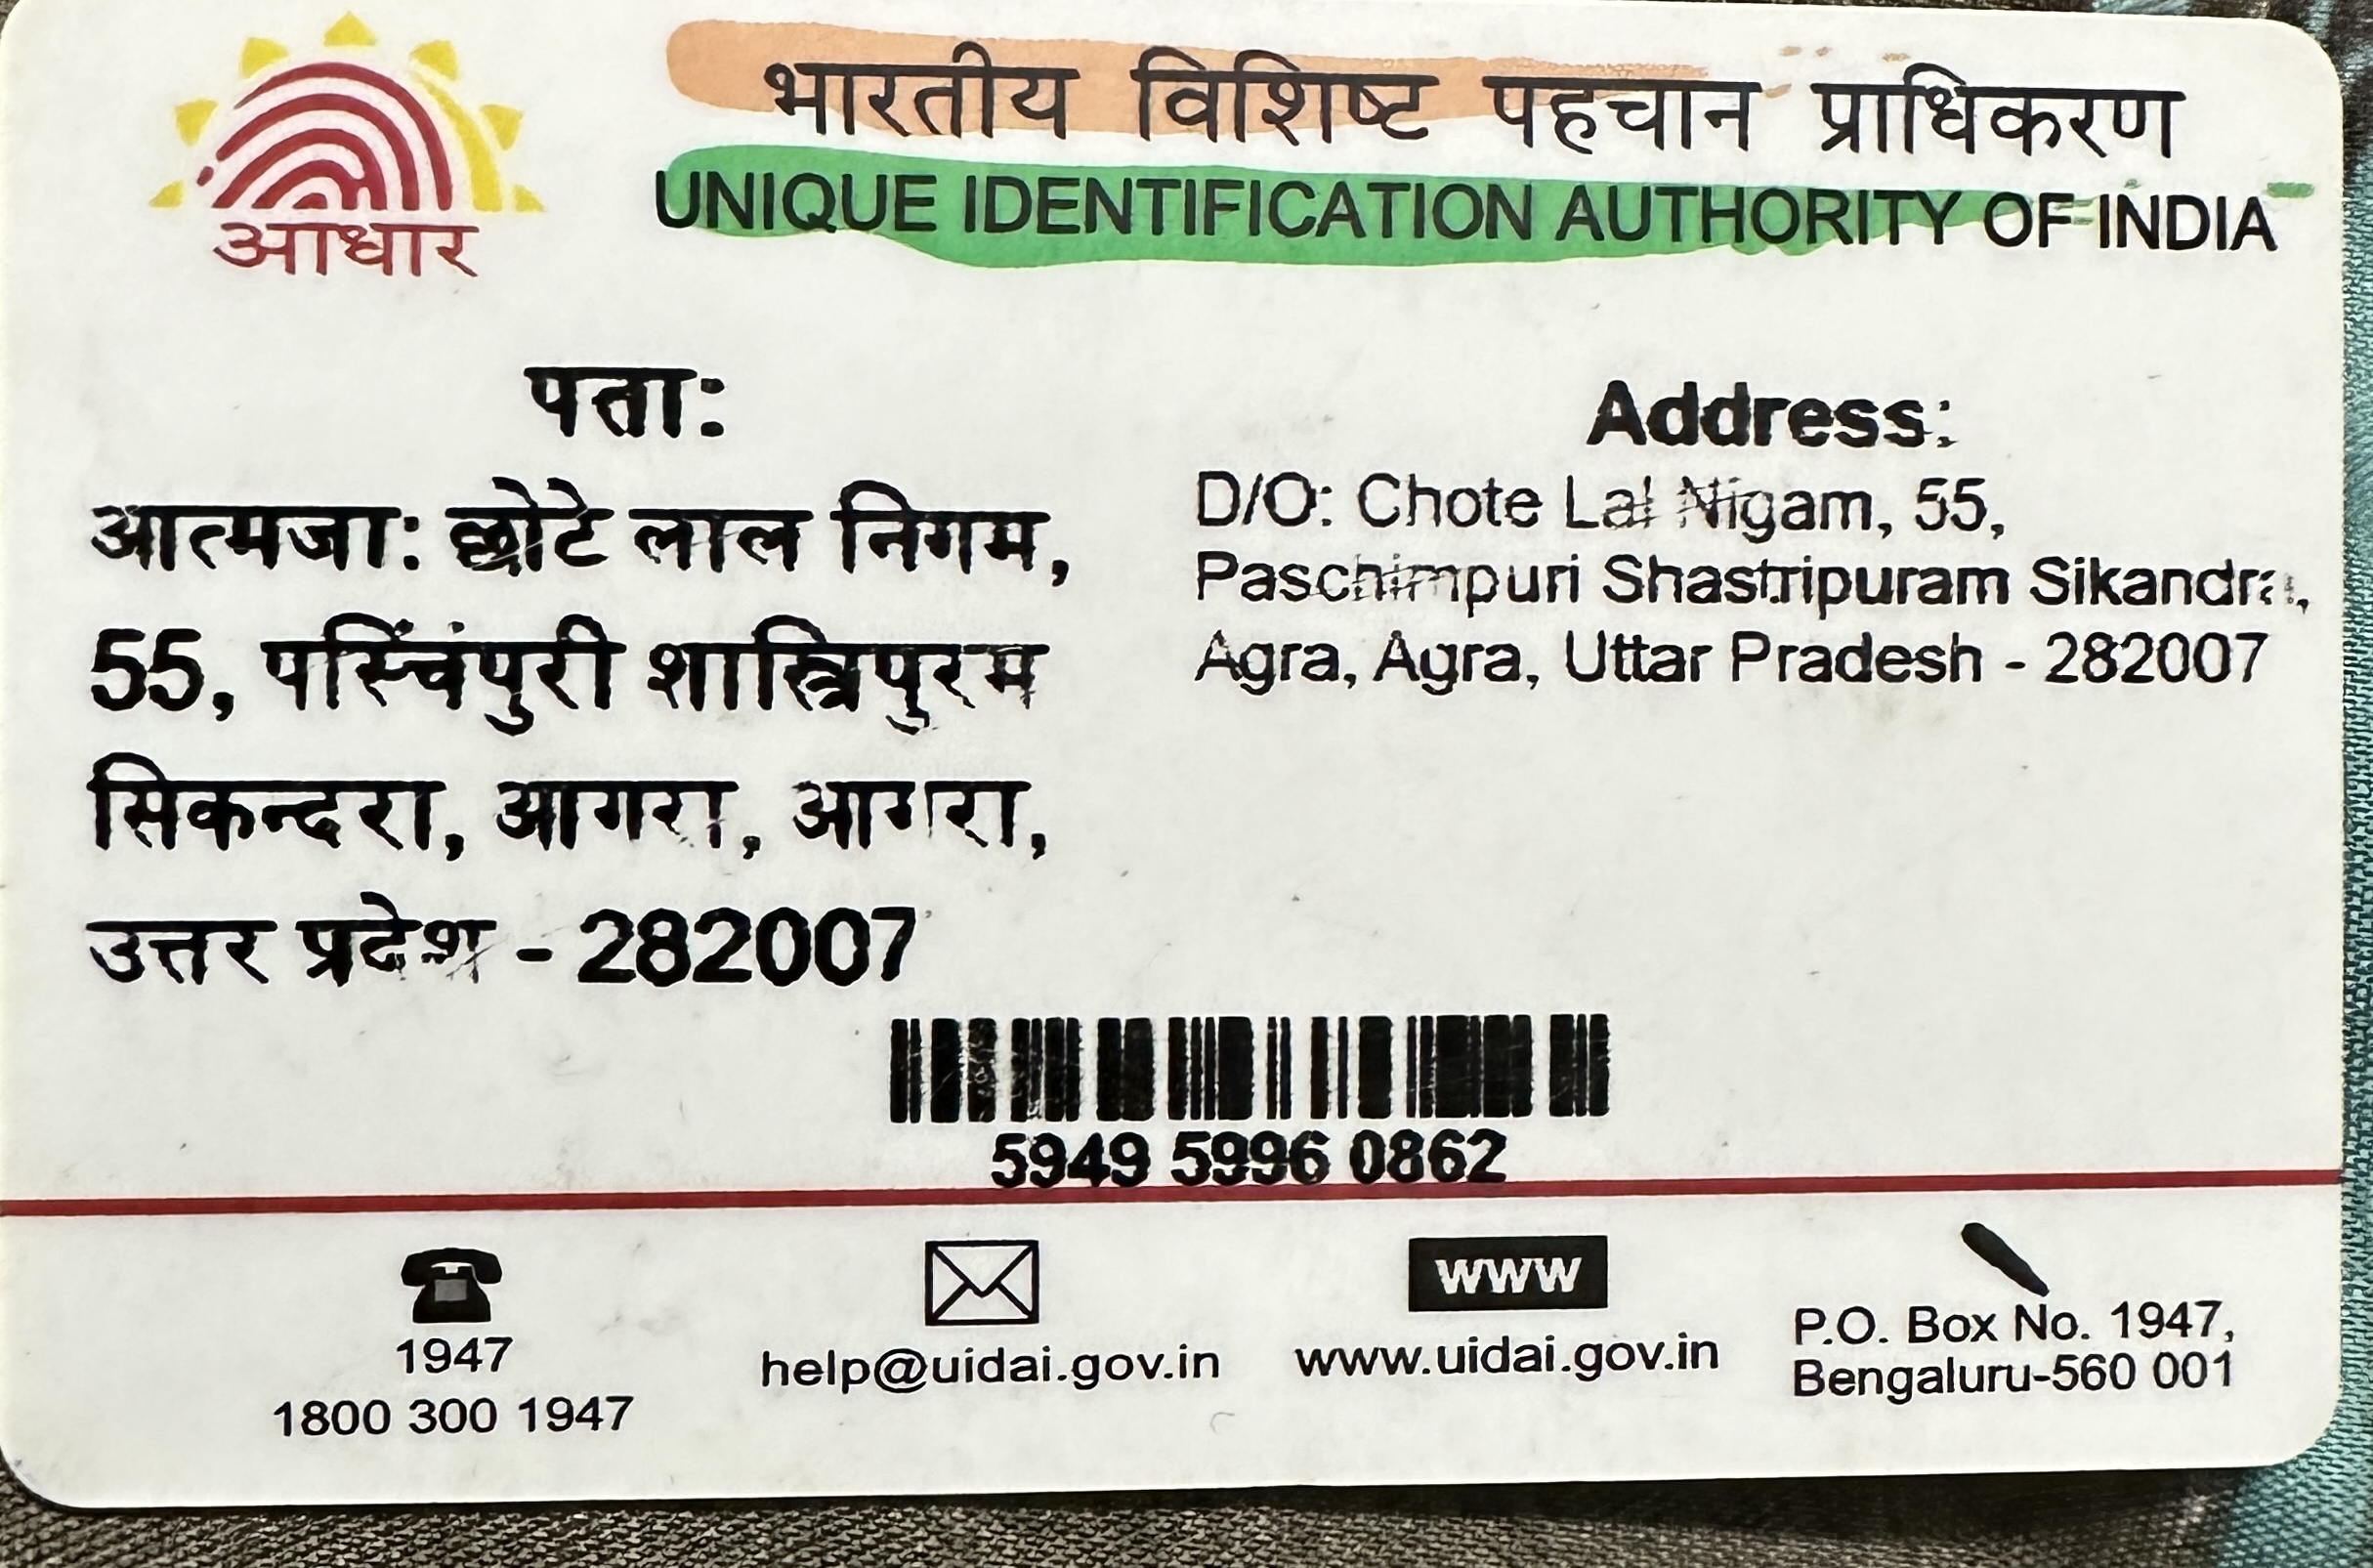 आधार
भारतीय विशिष्ट पहचान प्राधिकरण
UNIQUE IDENTIFICATION AUTHORITY OF INDIA
पता:
आत्मजा: छोटे लाल निगम,
55, पस्चिंपुरी शास्त्रिपुरम
सिकन्दरा, आगरा, आगरा,
उत्तर प्रदेश - 282007
Address:
D/O: Chote Lal Nigam, 55,
Paschimpuri Shastripuram Sikandra,
Agra, Agra, Uttar Pradesh - 282007
5949 5996 0862
1947
1800 300 1947
help@uidai.gov.in
www
www.uidai.gov.in
P.O. Box No. 1947,
Bengaluru-560 001